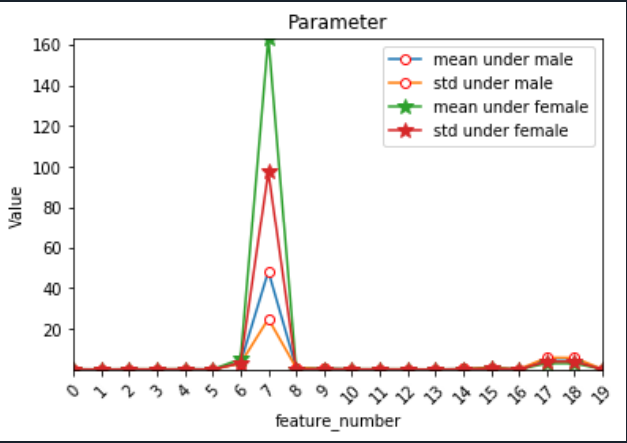 Parameter
160
140
120
100
80
60
40
20
Value
mean under male
std under male
mean under female
std under female
0 1 2 3 4 5 6 7 8 9 10 11 12 13 14 15 16 17 18 19
feature_number